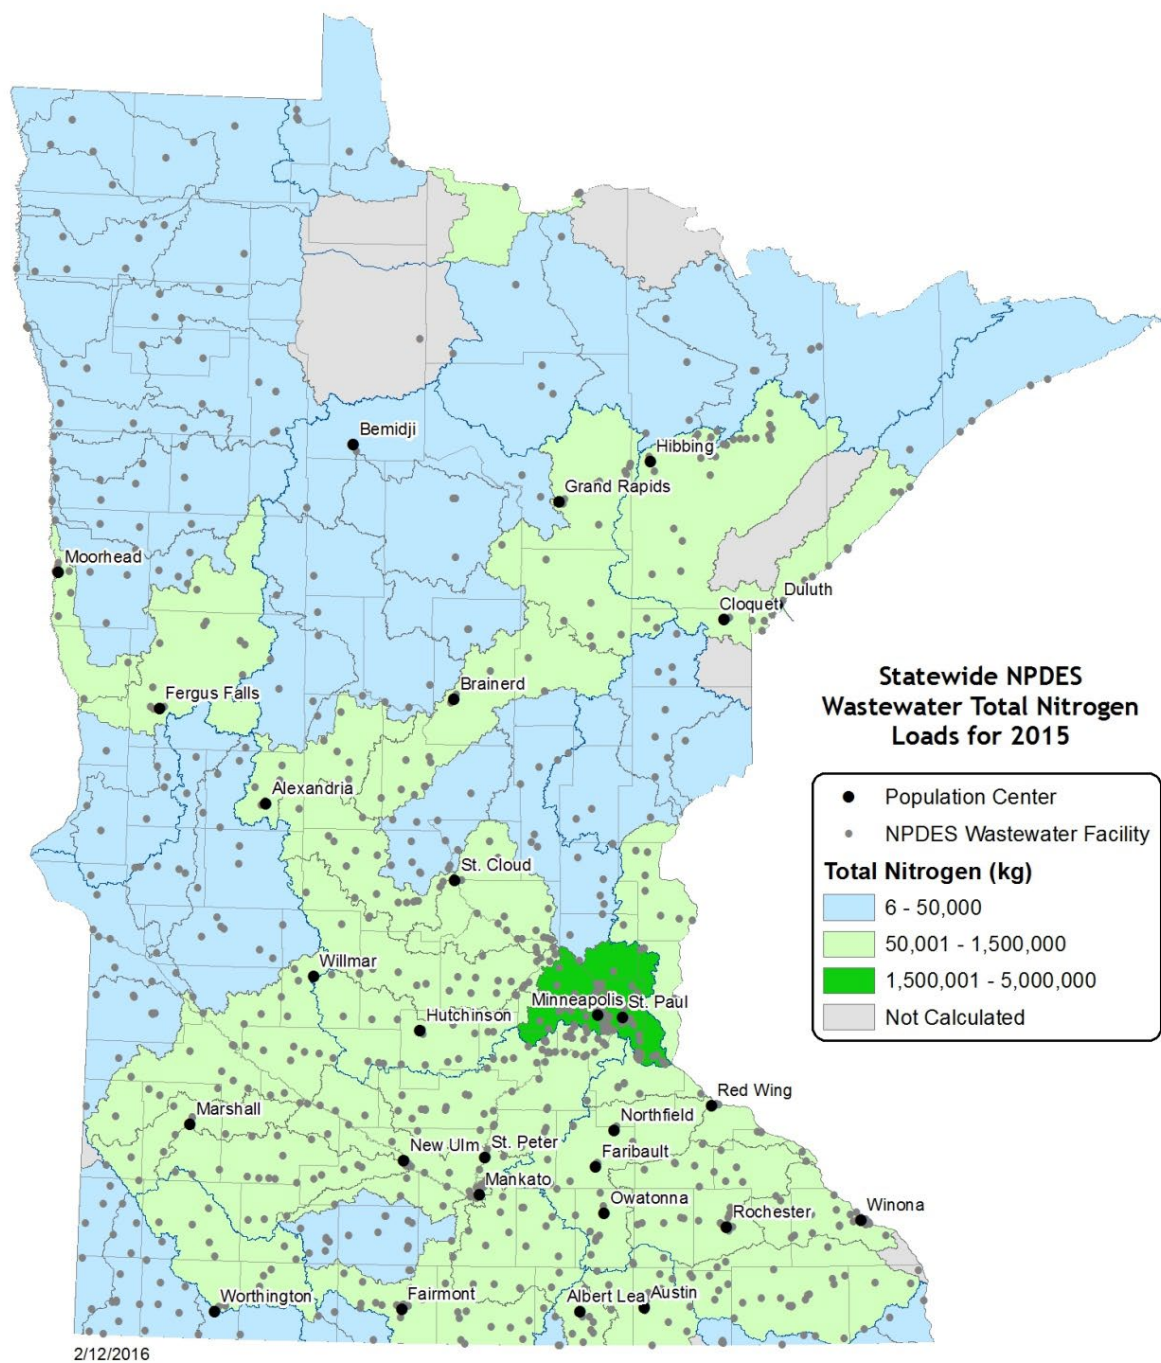 Bemidji
Hibbing
Grand Rapids
Moorhead
Duluth
Cloquet
Fergus Falls
Brainerd
Alexandria
St. Cloud
Willmar
Minneapolis
St. Paul
Hutchinson
Red Wing
Marshall
Northfield
New Ulm
St. Peter
Faribault
Mankato
Owatonna
Rochester
Winona
Worthington
Fairmont
Albert Lea
Austin
Statewide NPDES
Wastewater Total Nitrogen
Loads for 2015
Population Center
NPDES Wastewater Facility
Total Nitrogen (kg)
6 - 50,000
50,001 - 1,500,000
1,500,001 - 5,000,000
Not Calculated
2/12/2016